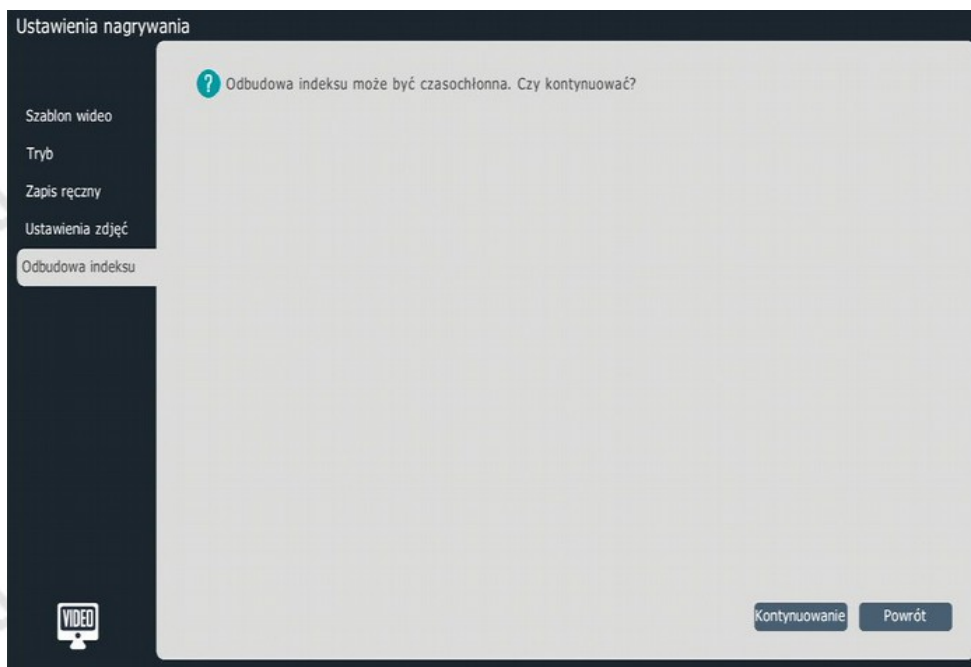 Ustawienia nagrywania
? Odbudowa indeksu może być czasochłonna. Czy kontynuować?
Szablon wideo
Tryb
Zapis ręczny
Ustawienia zdjęć
Odbudowa indeksu
VIDEO
Kontynuowanie Powrót